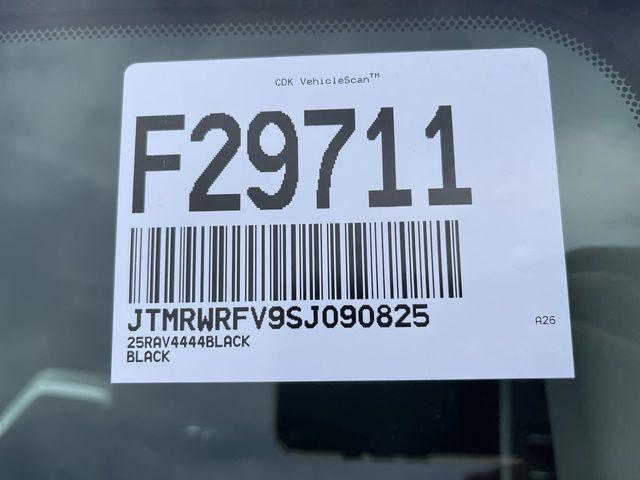 CDK VehicleScan™
F29711
JTMRWRFV9SJ090825
25RAV4444BLACK
BLACK
A26